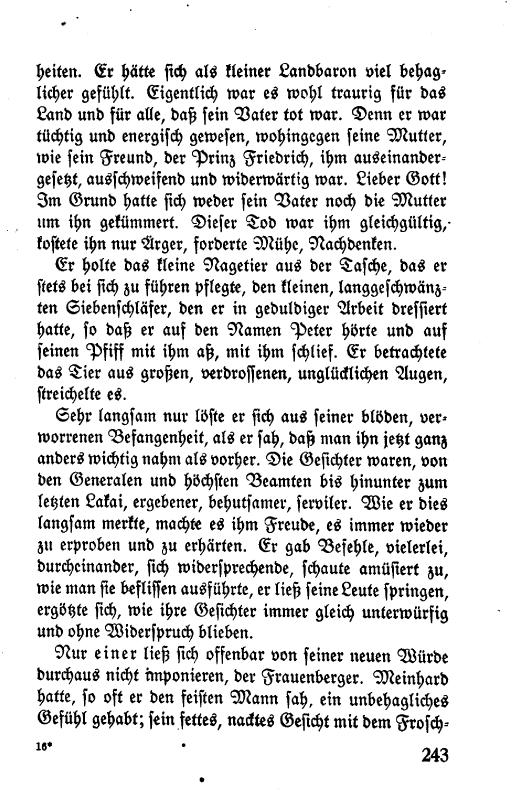 heiten. Er hätte sich als kleiner Landbaron viel behag-
licher gefühlt. Eigentlich war es wohl traurig für das
Land und für alle, daß sein Vater tot war. Denn er war
tüchtig und energisch gewesen, wohingegen seine Mutter,
wie sein Freund, der Prinz Friedrich, ihm auseinander-
gesetzt, ausschweifend und widerwärtig war. Lieber Gott!
Im Grund hatte sich weder sein Vater noch die Mutter
um ihn gekümmert. Dieser Tod war ihm gleichgültig,
kostete ihn nur Ärger, forderte Mühe, Nachdenken.
Er holte das kleine Nagetier aus der Tasche, das er
stets bei sich zu führen pflegte, den kleinen, langgeschwänz-
ten Siebenschläfer, den er in geduldiger Arbeit dressiert
hatte, so daß er auf den Namen Peter hörte und auf
seinen Pfiff mit ihm aß, mit ihm schlief. Er betrachtete
das Tier aus großen, verdrossenen, unglücklichen Augen,
streichelte es.
Sehr langsam nur löste er sich aus seiner blöden, ver-
worrenen Befangenheit, als er sah, daß man ihn jetzt ganz
anders wichtig nahm als vorher. Die Gesichter waren, von
den Generalen und höchsten Beamten bis hinunter zum
letzten Lakai, ergebener, behutsamer, serviler. Wie er dies
langsam merkte, machte es ihm Freude, es immer wieder
zu erproben und zu erhärten. Er gab Befehle, vielerlei,
durcheinander, sich widersprechende, schaute amüsiert zu,
wie man sie beflissen ausführte, er ließ seine Leute springen,
ergötzte sich, wie ihre Gesichter immer gleich unterwürfig
und ohne Widerspruch blieben.
Nur einer ließ sich offenbar von seiner neuen Würde
durchaus nicht imponieren, der Frauenberger. Meinhard
hatte, so oft er den feisten Mann sah, ein unbehagliches
Gefühl gehabt; sein fettes, nacktes Gesicht mit dem Frosch-
16*
243